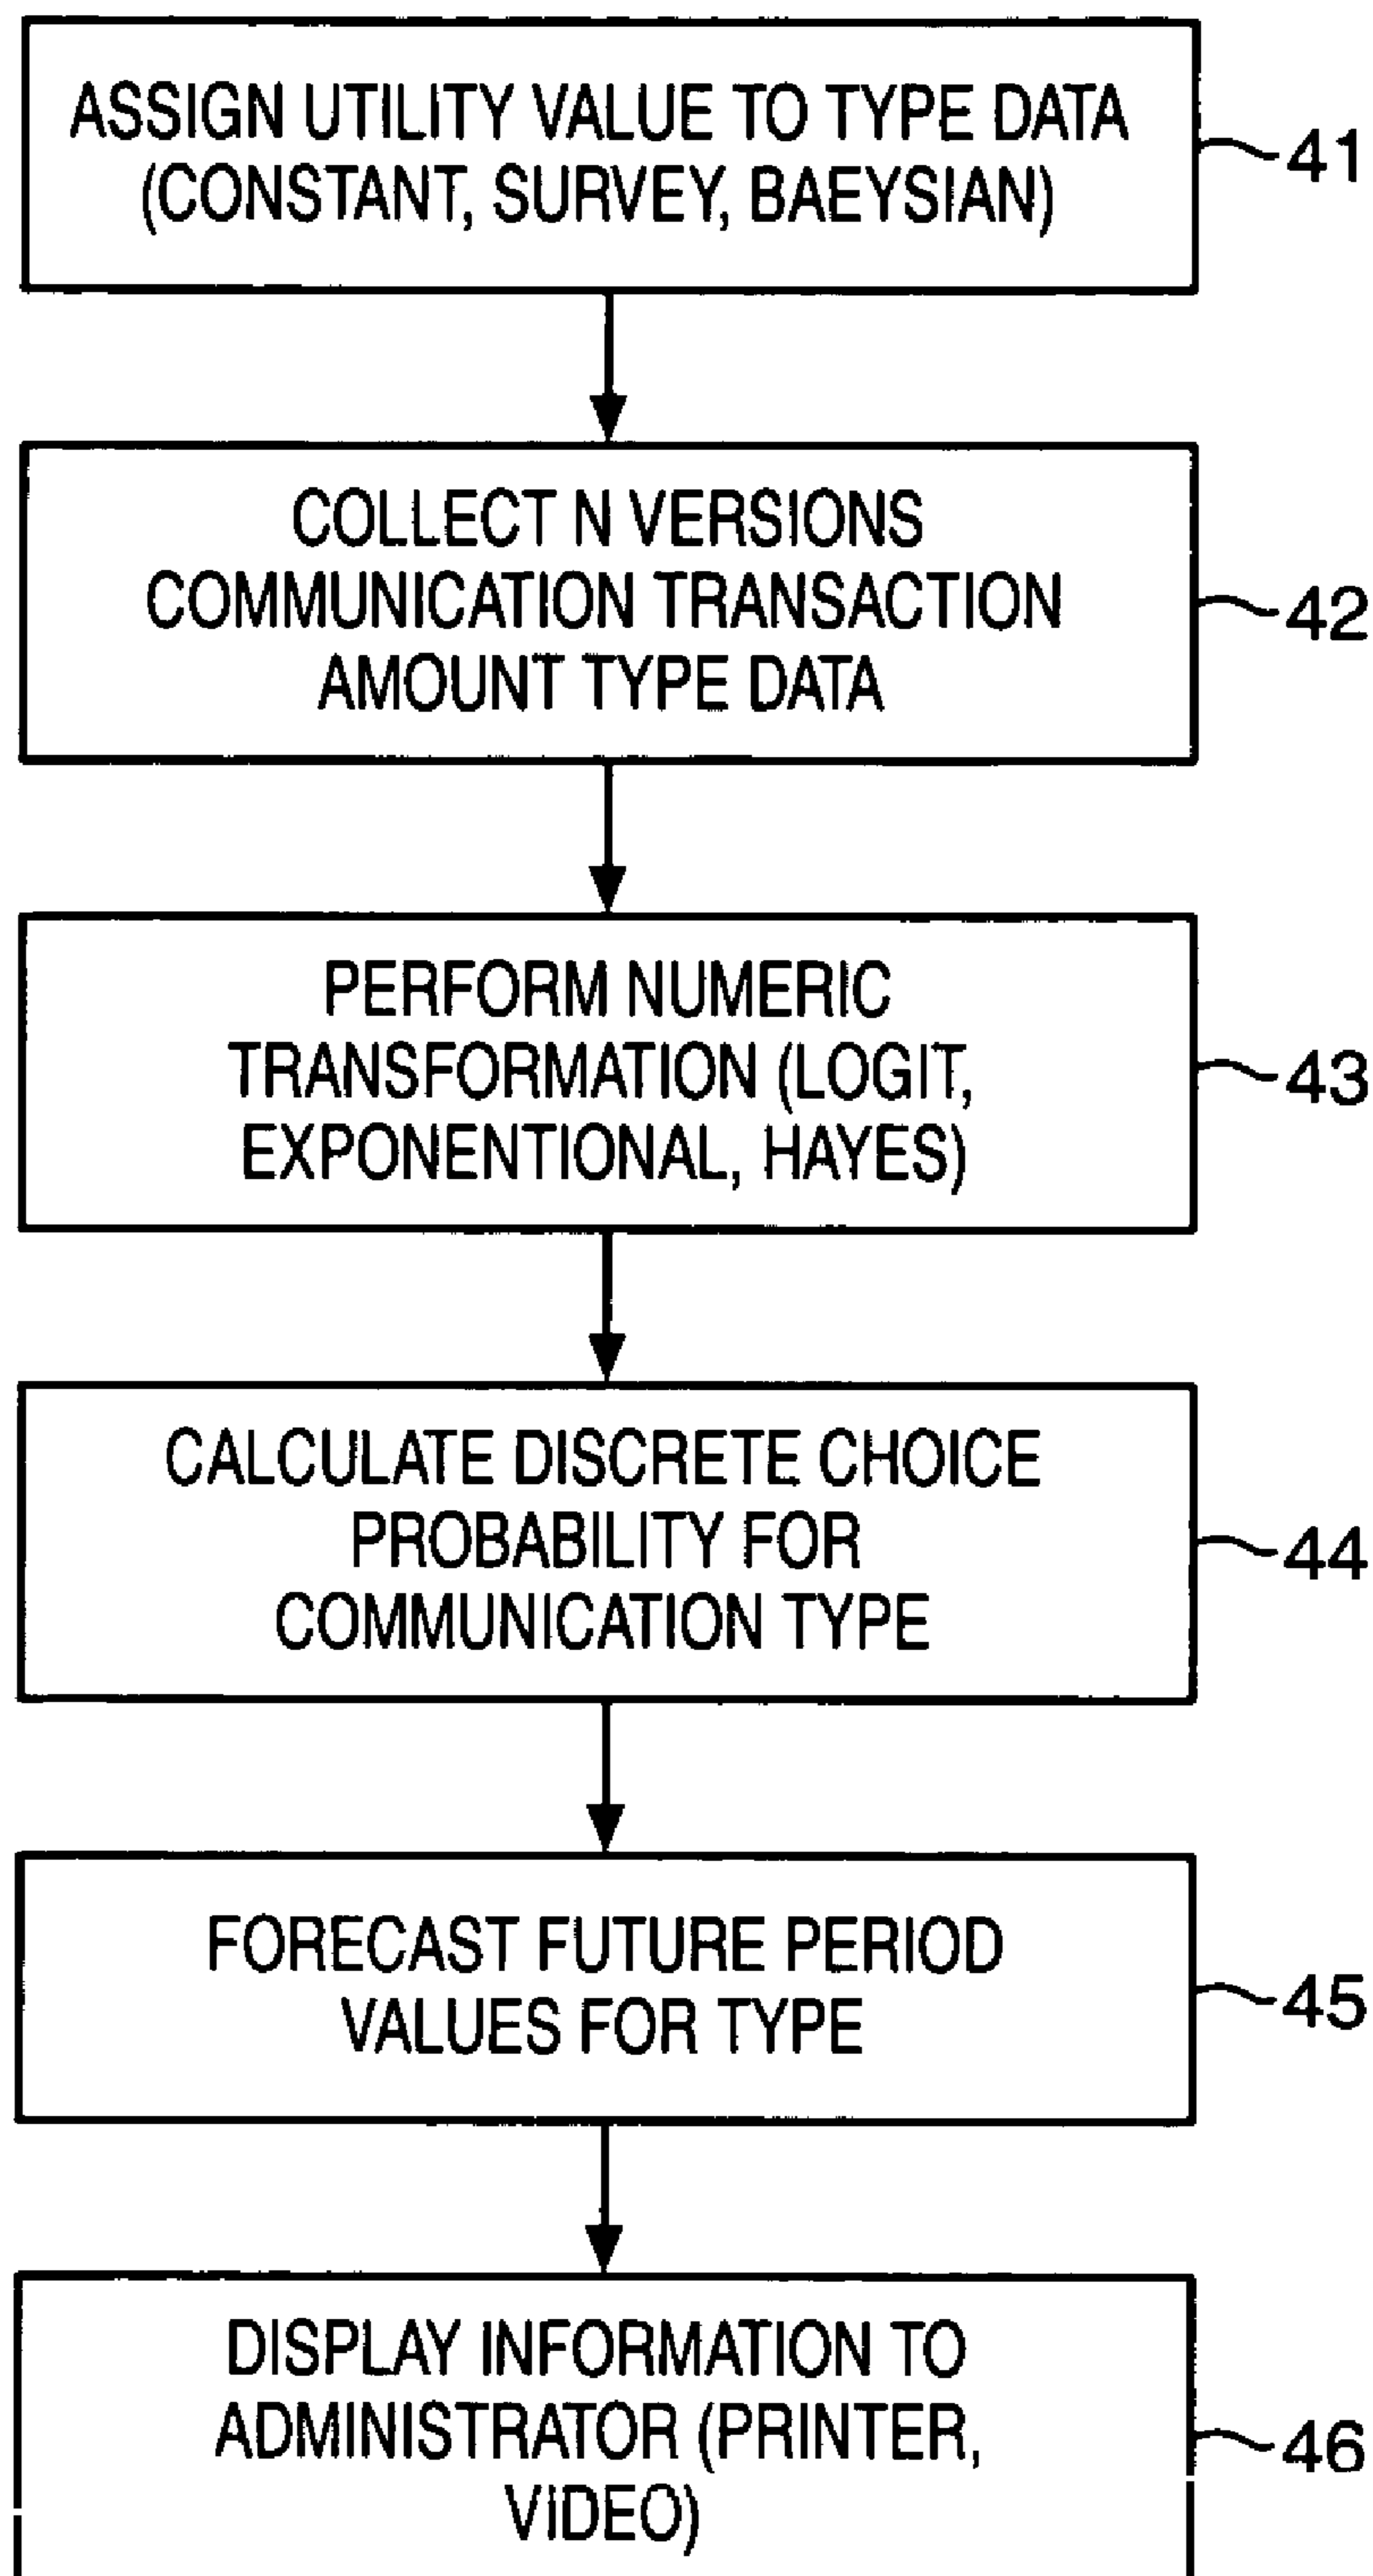 ASSIGN UTILITY VALUE TO TYPE DATA
(CONSTANT, SURVEY, BAEYSIAN)
41
COLLECT N VERSIONS
COMMUNICATION TRANSACTION
AMOUNT TYPE DATA
42
PERFORM NUMERIC
TRANSFORMATION (LOGIT,
EXPONENTIONAL, HAYES)
43
CALCULATE DISCRETE CHOICE
PROBABILITY FOR
COMMUNICATION TYPE
44
FORECAST FUTURE PERIOD
VALUES FOR TYPE
45
DISPLAY INFORMATION TO
ADMINISTRATOR (PRINTER,
VIDEO)
46